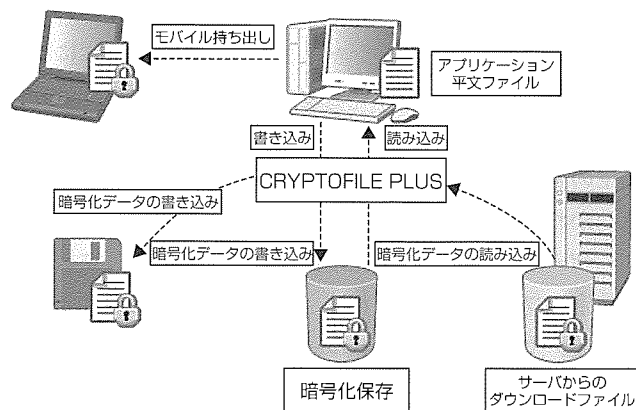 モバイル持ち出し
アプリケーション
平文ファイル
書き込み
読み込み
CRYPTOFILE PLUS
暗号化データの書き込み
暗号化データの書き込み
暗号化データの読み込み
暗号化保存
サーバからの
ダウンロードファイル